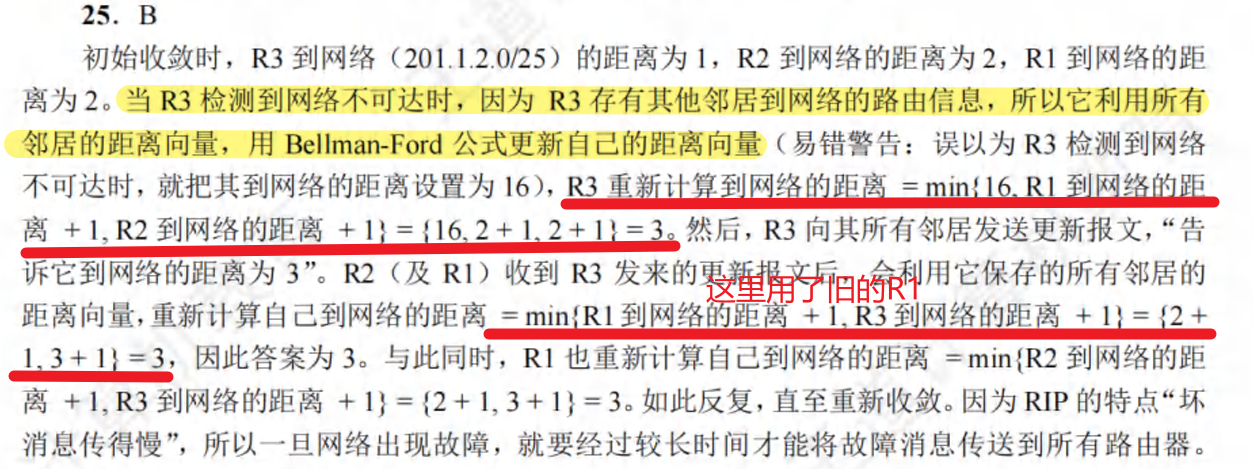 25. B
初始收敛时，R3 到网络（201.1.2.0/25）的距离为 1，R2 到网络的距离为 2，R1 到网络的距
离为 2。当 R3 检测到网络不可达时，因为 R3 存有其他邻居到网络的路由信息，所以它利用所有
邻居的距离向量，用 Bellman-Ford 公式更新自己的距离向量（易错警告：误以为 R3 检测到网络
不可达时，就把其到网络的距离设置为 16），R3 重新计算到网络的距离 = min{16, R1 到网络的距
离 + 1, R2 到网络的距离 + 1} = {16, 2 + 1, 2 + 1} = 3。然后，R3 向其所有邻居发送更新报文，“告
诉它到网络的距离为 3”。R2（及 R1）收到 R3 发来的更新报文后，会利用它保存的所有邻居的
这里用了旧的R1
距离向量，重新计算自己到网络的距离 = min{R1 到网络的距离 + 1, R3 到网络的距离 + 1} = {2 +
1, 3 + 1} = 3，因此答案为 3。与此同时，R1 也重新计算自己到网络的距离 = min{R2 到网络的距
离 + 1, R3 到网络的距离 + 1} = {2 + 1, 3 + 1} = 3。如此反复，直至重新收敛。因为 RIP 的特点“坏
消息传得慢”，所以一旦网络出现故障，就要经过较长时间才能将故障消息传送到所有路由器。